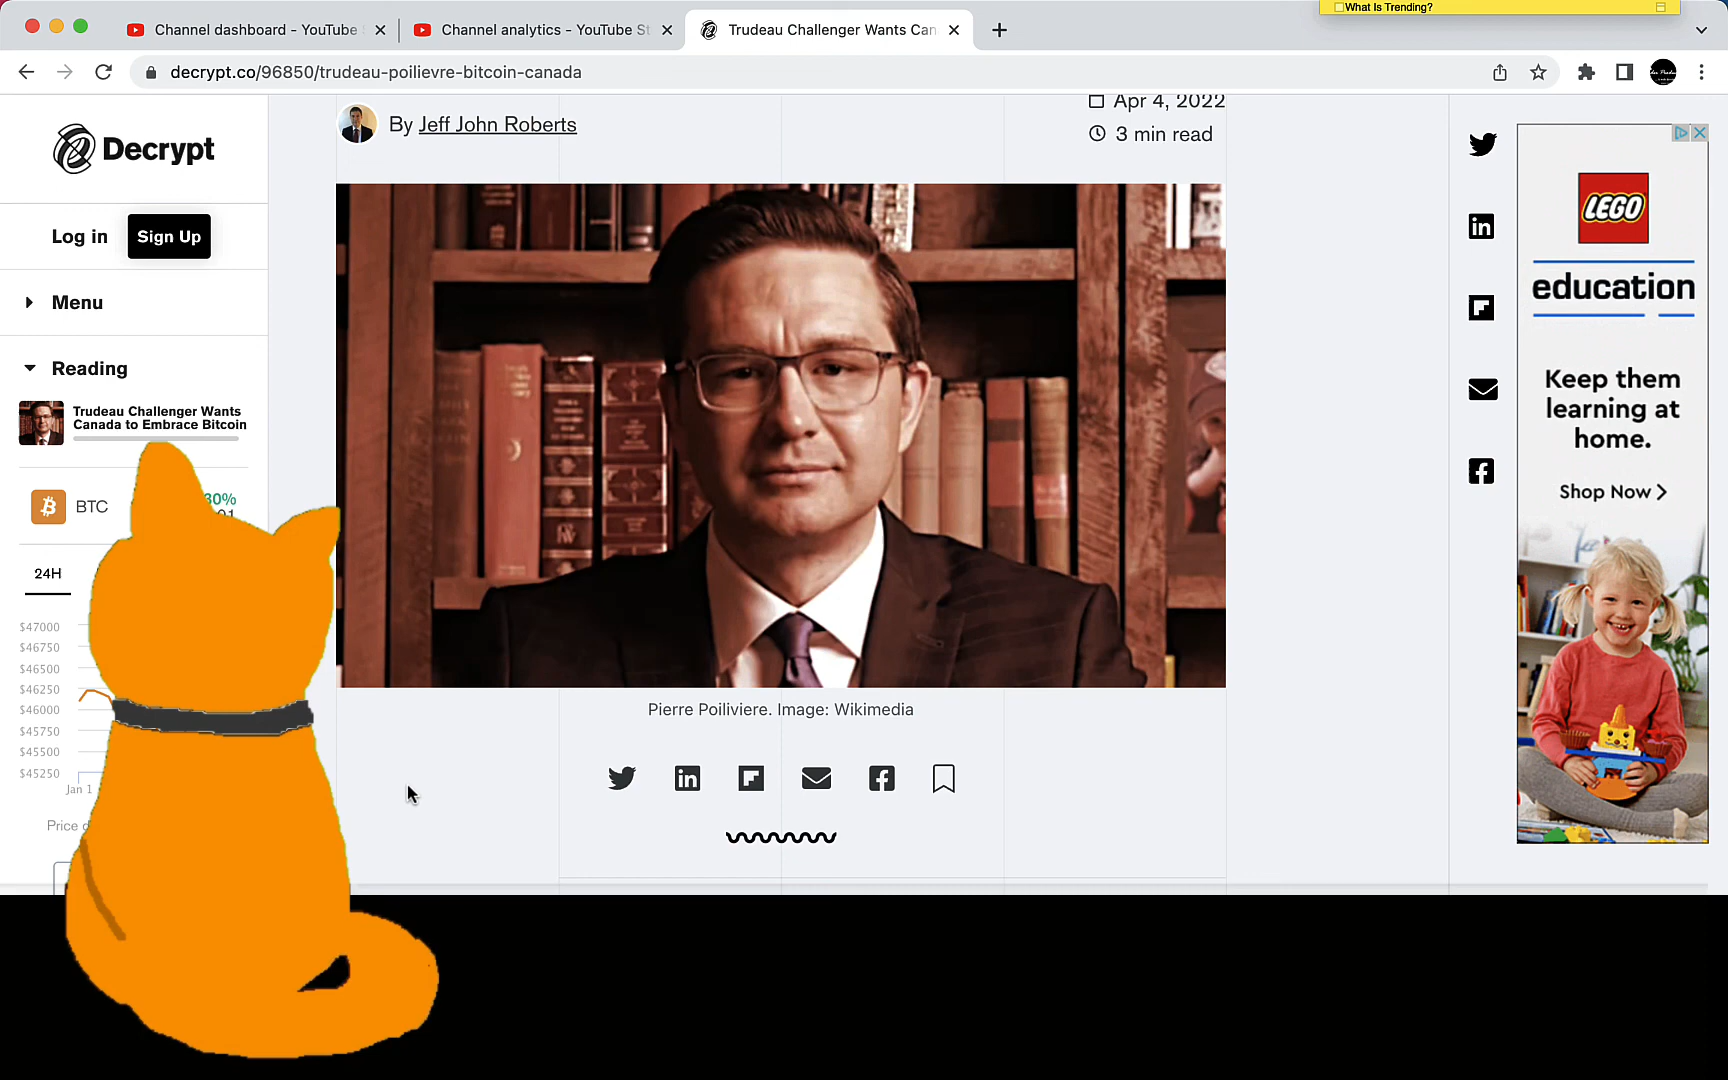 What Is Trending?
Channel dashboard - YouTube S
Channel analytics - YouTube St
Trudeau Challenger Wants Can
decrypt.co/96850/trudeau-poilievre-bitcoin-canada
Decrypt
Log in
Sign Up
Menu
Reading
Trudeau Challenger Wants
Canada to Embrace Bitcoin
BTC
30%
01
24H
$47000
$46750
$46500
$46250
$46000
$45750
$45500
$45250
Jan 1
Price d
By Jeff John Roberts
Apr 4, 2022
3 min read
Pierre Poiliviere. Image: Wikimedia
LEGO
education
Keep them
learning at
home.
Shop Now